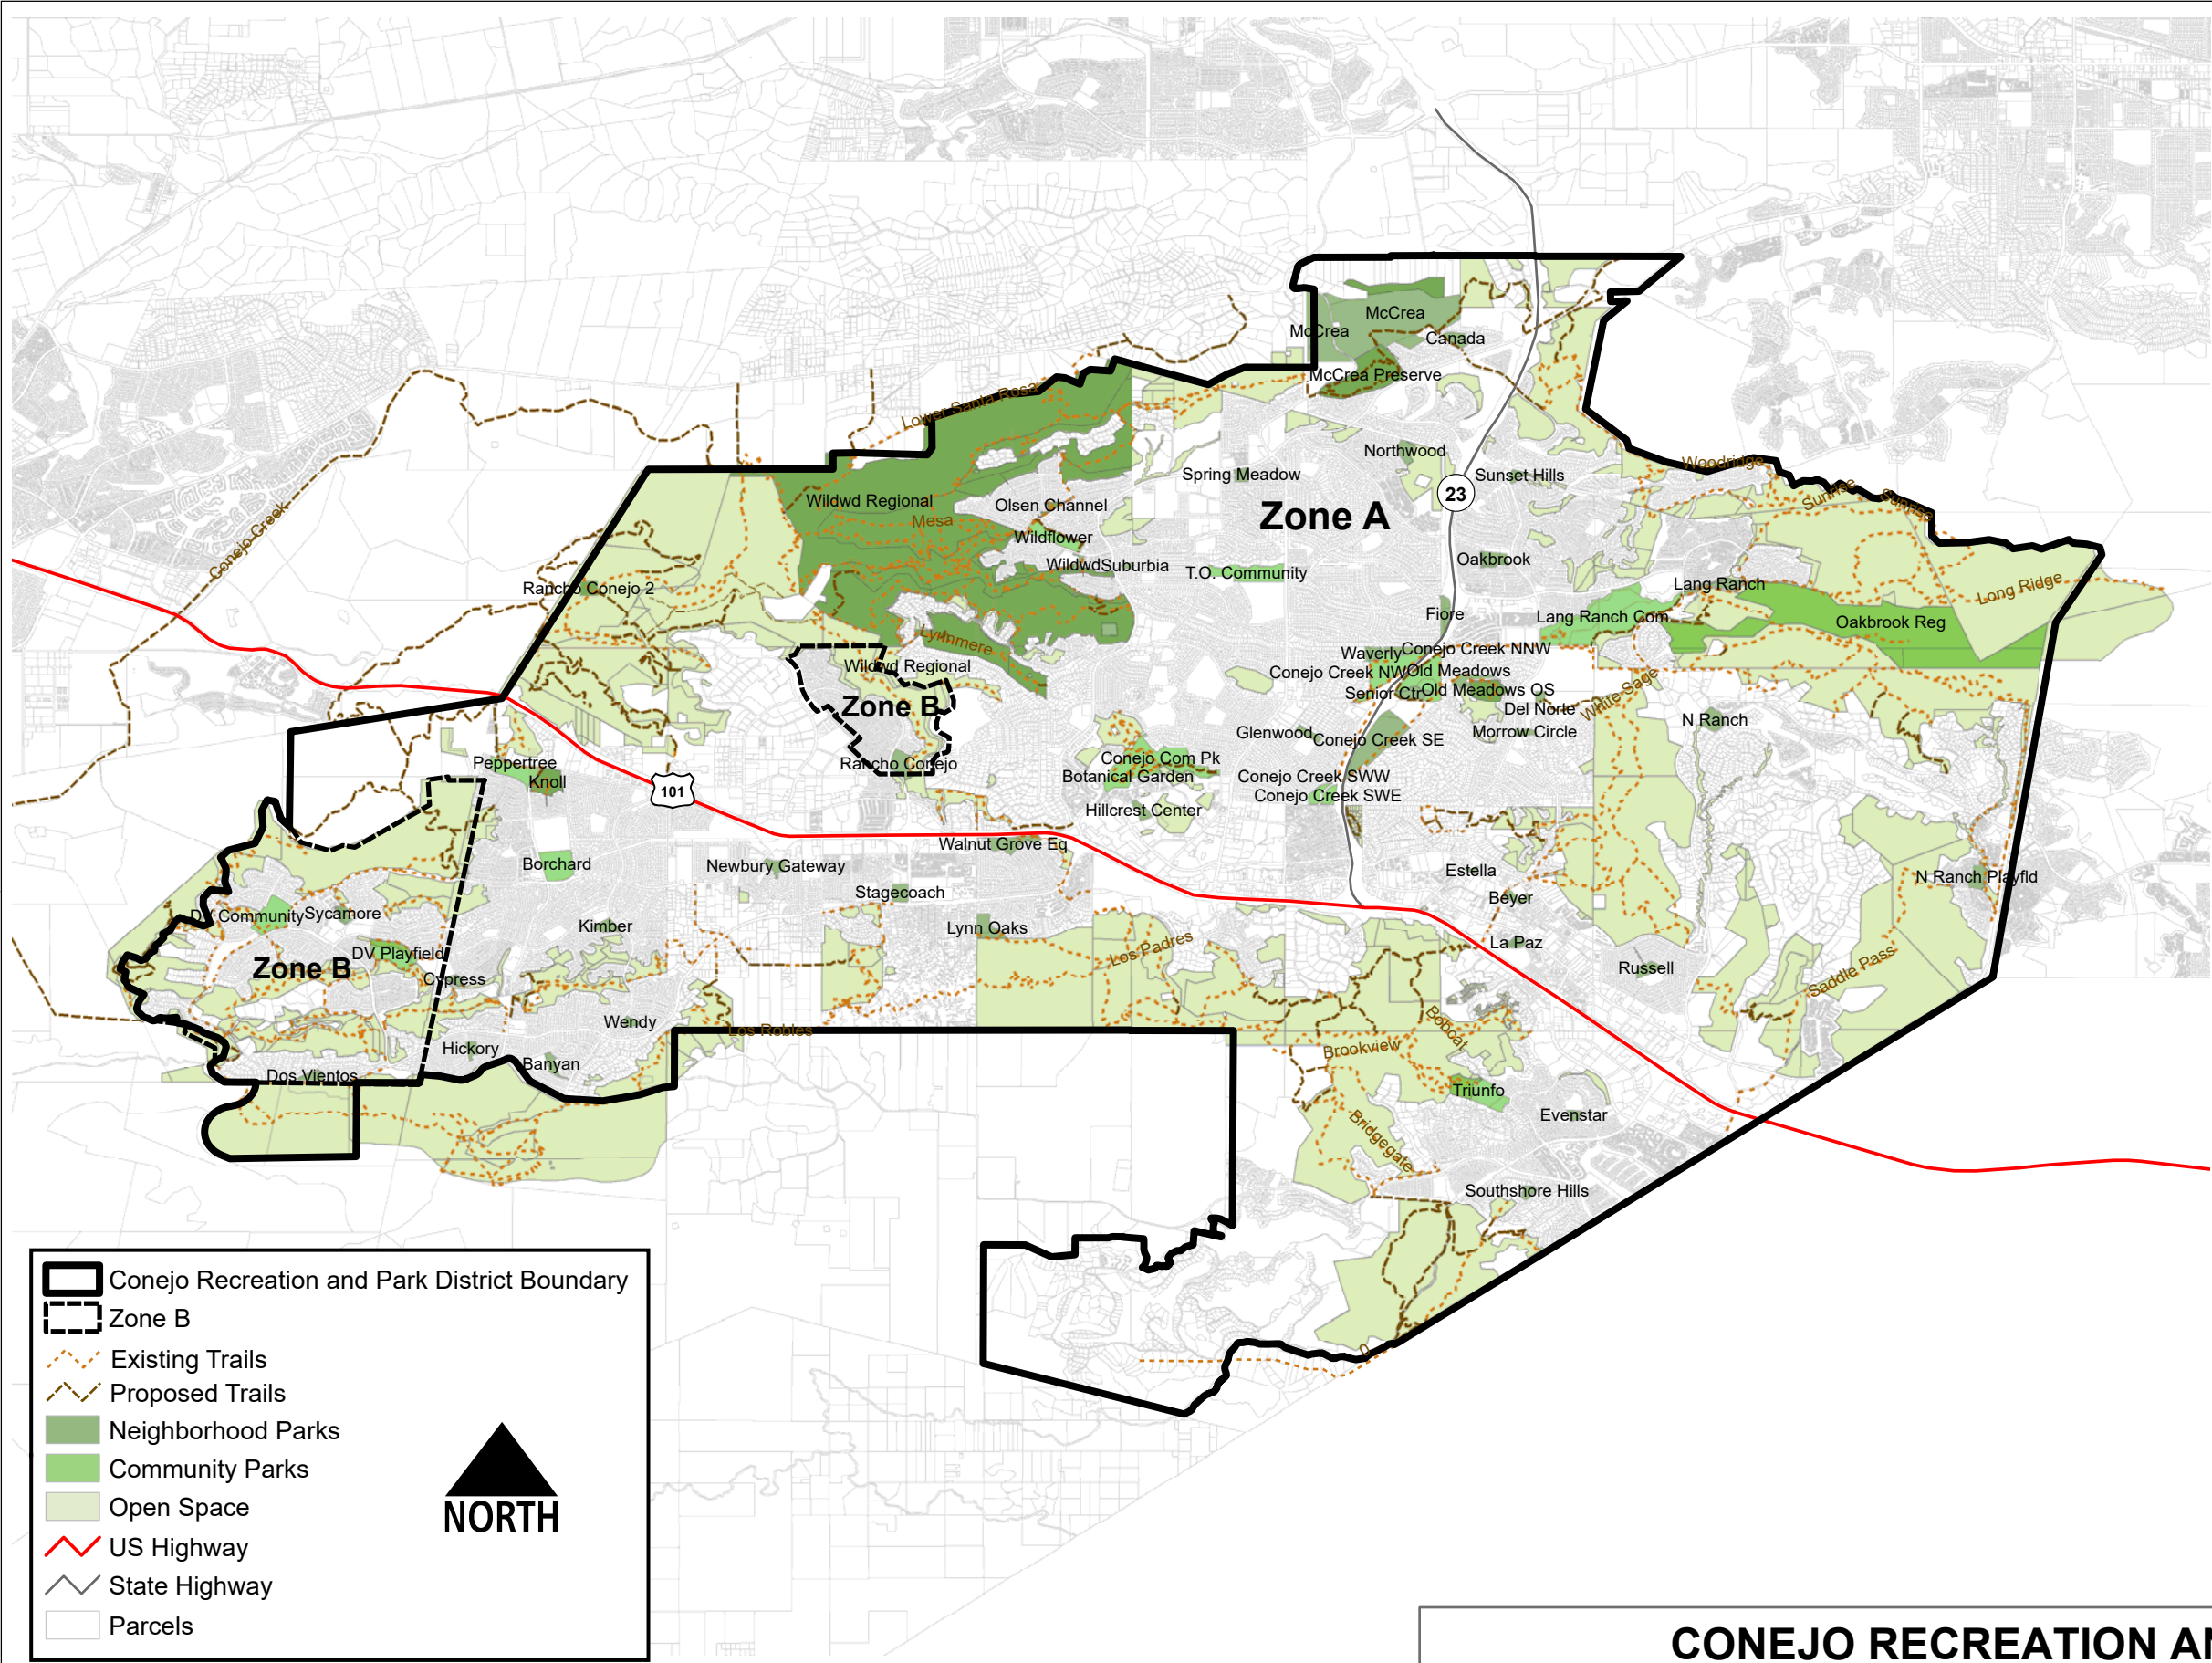 McCrea
McCrea
Canada
McCrea Preserve
Lower Santa Rosa
Northwood
Spring Meadow
Sunset Hills
Woodridge
23
Sunrise
Sunrise
Wildwd Regional
Olsen Channel
Zone A
Mesa
Wildflower
Conejo Creek
WildwdSuburbia
T.O. Community
Oakbrook
Rancho Conejo 2
Lang Ranch
Long Ridge
Fiore
Lang Ranch Com
Oakbrook Reg
Lynnmere
Waverly
Conejo Creek NNW
Wildwd Regional
Conejo Creek NW
Old Meadows
Senior Ctr
Old Meadows OS
White Sage
Zone B
Del Norte
N Ranch
Glenwood
Conejo Creek SE
Morrow Circle
Peppertree
Rancho Conejo
Conejo Com Pk
Knoll
Botanical Garden
Conejo Creek SWW
101
Conejo Creek SWE
Hillcrest Center
Walnut Grove Eq
Borchard
Newbury Gateway
Estella
N Ranch Playfld
Stagecoach
Beyer
Community
Sycamore
Kimber
Lynn Oaks
La Paz
DV Playfield
Los Padres
Zone B
Cypress
Russell
Saddle Pass
Wendy
Los Robles
Bobcat
Hickory
Brookview
Banyan
Dos Vientos
Triunfo
Evenstar
Bridgegate
Southshore Hills
Conejo Recreation and Park District Boundary
Zone B
Existing Trails
Proposed Trails
Neighborhood Parks
Community Parks
Open Space
US Highway
State Highway
Parcels
NORTH
CONEJO RECREATION AN